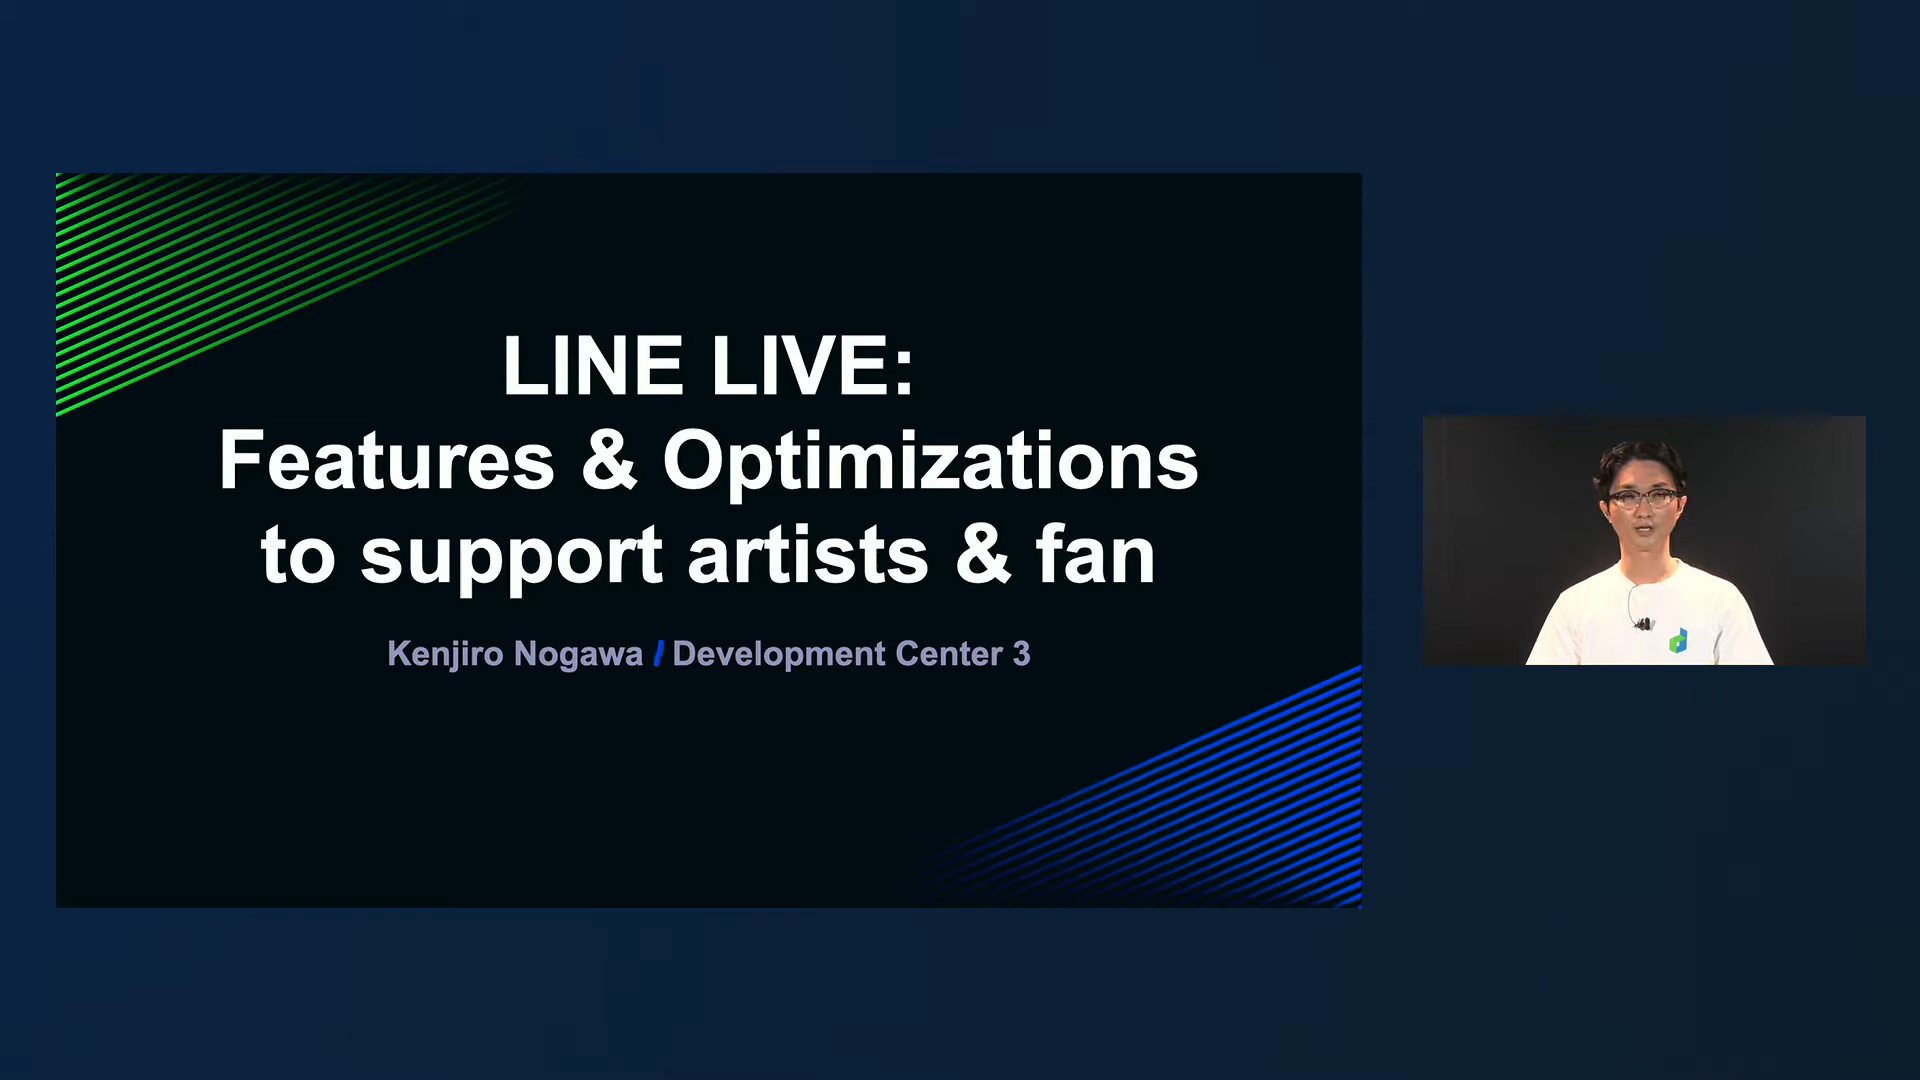 LINE LIVE:
Features & Optimizations
to support artists & fan
Kenjiro Nogawa / Development Center 3